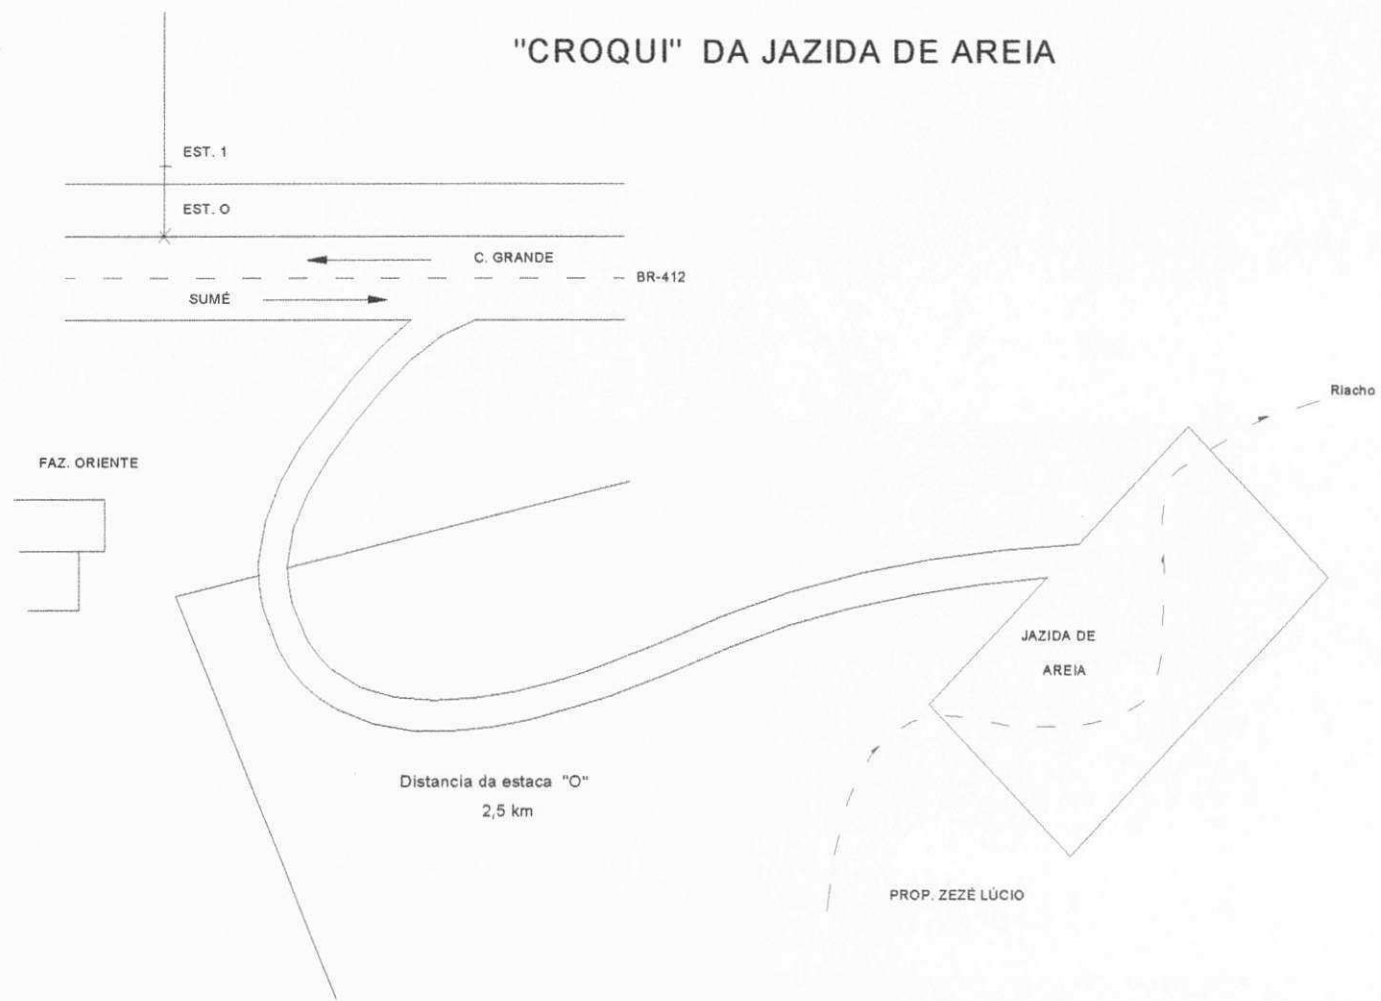 "CROQUI" DA JAZIDA DE AREIA
EST. 1
EST. O
C. GRANDE
BR-412
SUMÉ
Riacho
FAZ. ORIENTE
JAZIDA DE
AREIA
Distancia da estaca "O"
2,5 km
PROP. ZEZÉ LÚCIO